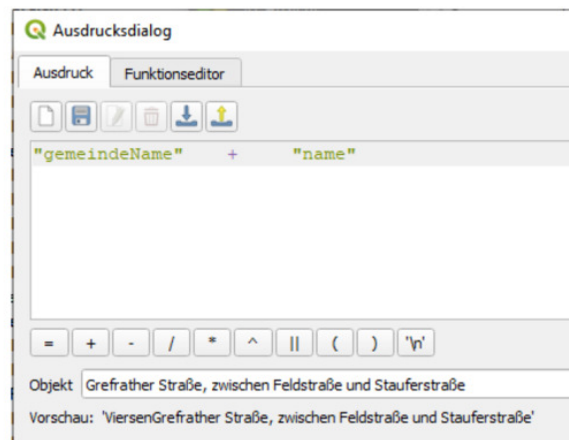 Ausdrucksdialog
Ausdruck Funktionseditor
"gemeindeName" + "name"
= + - / * ^ || ( ) '\n'
Objekt Grefrather Straße, zwischen Feldstraße und Stauferstraße
Vorschau: 'ViersenGrefrather Straße, zwischen Feldstraße und Stauferstraße'